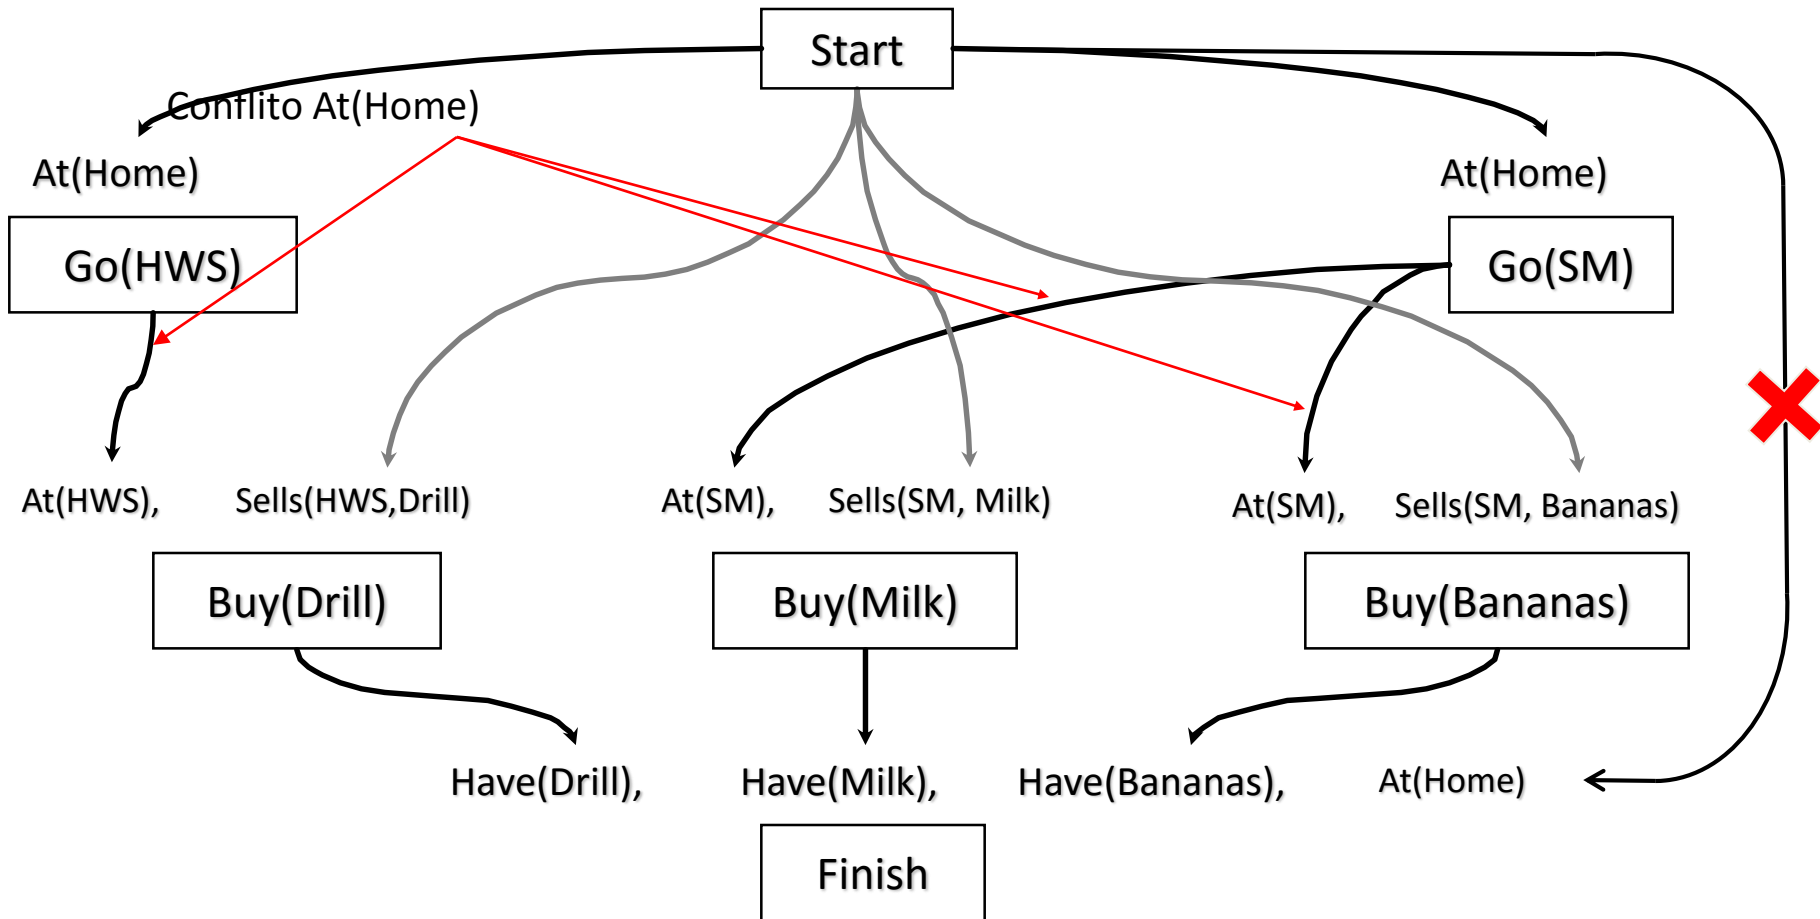 Start
Conflito At(Home)
At(Home)
At(Home)
Go(HWS)
Go(SM)
At(HWS), Sells(HWS,Drill)
At(SM), Sells(SM, Milk)
At(SM), Sells(SM, Bananas)
Buy(Drill)
Buy(Milk)
Buy(Bananas)
Have(Drill), Have(Milk), Have(Bananas), At(Home)
Finish